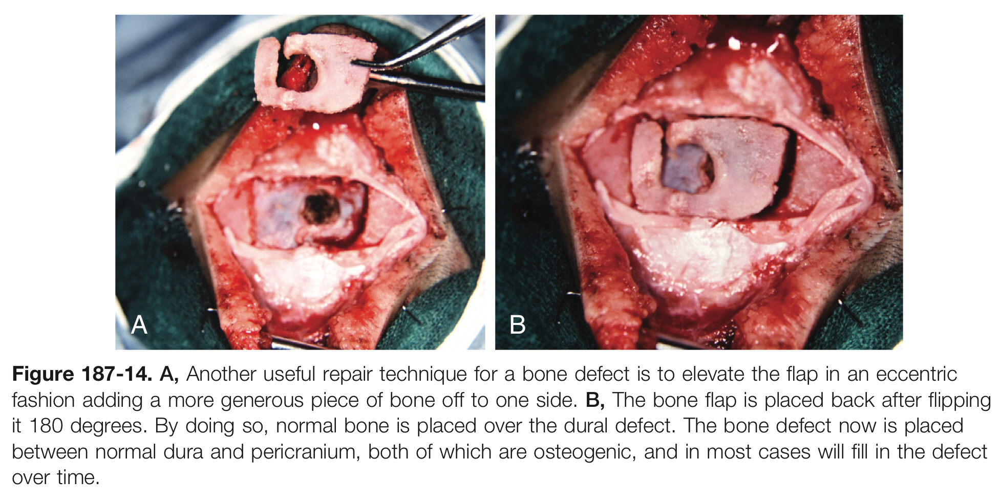 A
B
Figure 187-14. A, Another useful repair technique for a bone defect is to elevate the flap in an eccentric
fashion adding a more generous piece of bone off to one side. B, The bone flap is placed back after flipping
it 180 degrees. By doing so, normal bone is placed over the dural defect. The bone defect now is placed
between normal dura and pericranium, both of which are osteogenic, and in most cases will fill in the defect
over time.